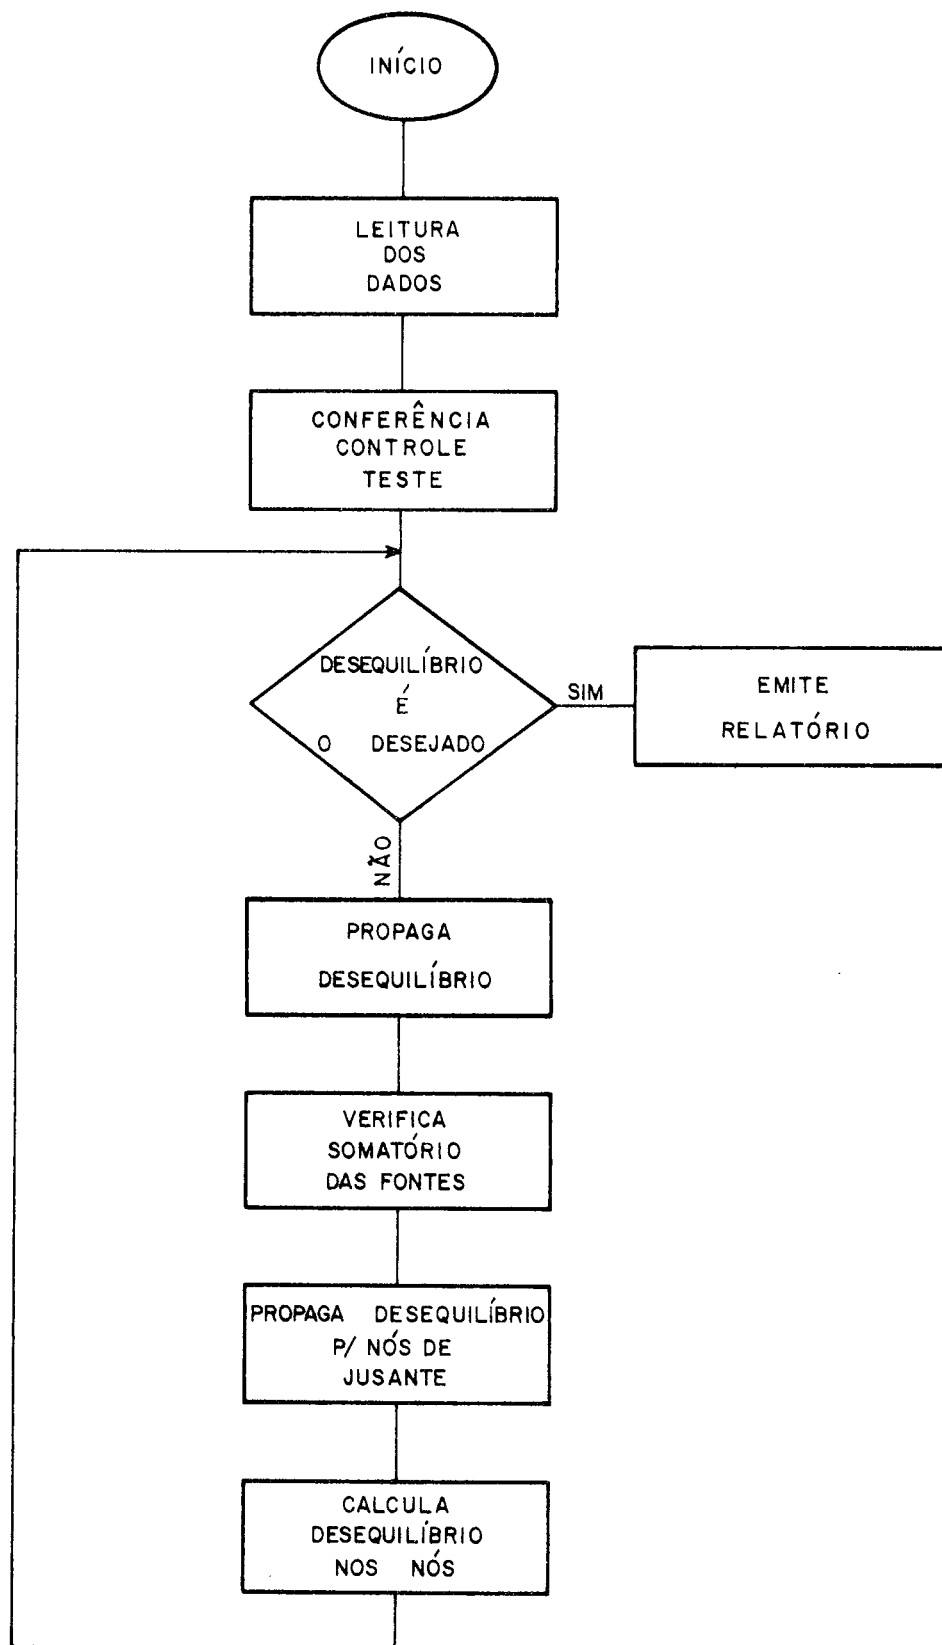 INÍCIO
LEITURA
DOS
DADOS
CONFERÊNCIA
CONTROLE
TESTE
DESEQUILÍBRIO
É
O DESEJADO
SIM
EMITE
RELATÓRIO
NÃO
PROPAGA
DESEQUILÍBRIO
VERIFICA
SOMATÓRIO
DAS FONTES
PROPAGA DESEQUILÍBRIO
P/ NÓS DE
JUSANTE
CALCULA
DESEQUILÍBRIO
NOS NÓS